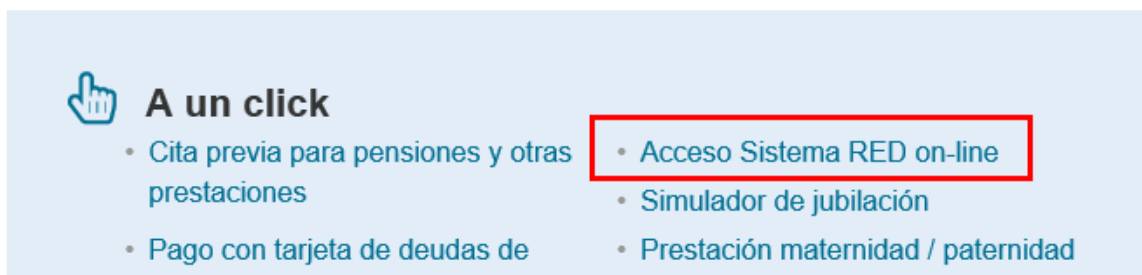 A un click
Cita previa para pensiones y otras
prestaciones
Pago con tarjeta de deudas de
Acceso Sistema RED on-line
Simulador de jubilación
Prestación maternidad / paternidad